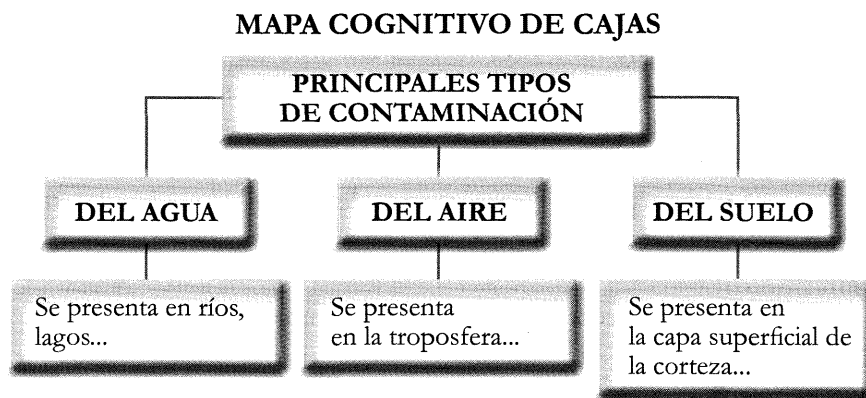 MAPA COGNITIVO DE CAJAS
PRINCIPALES TIPOS
DE CONTAMINACIÓN
DEL AGUA
DEL AIRE
DEL SUELO
Se presenta en ríos,
lagos...
Se presenta
en la troposfera...
Se presenta en
la capa superficial de
la corteza...